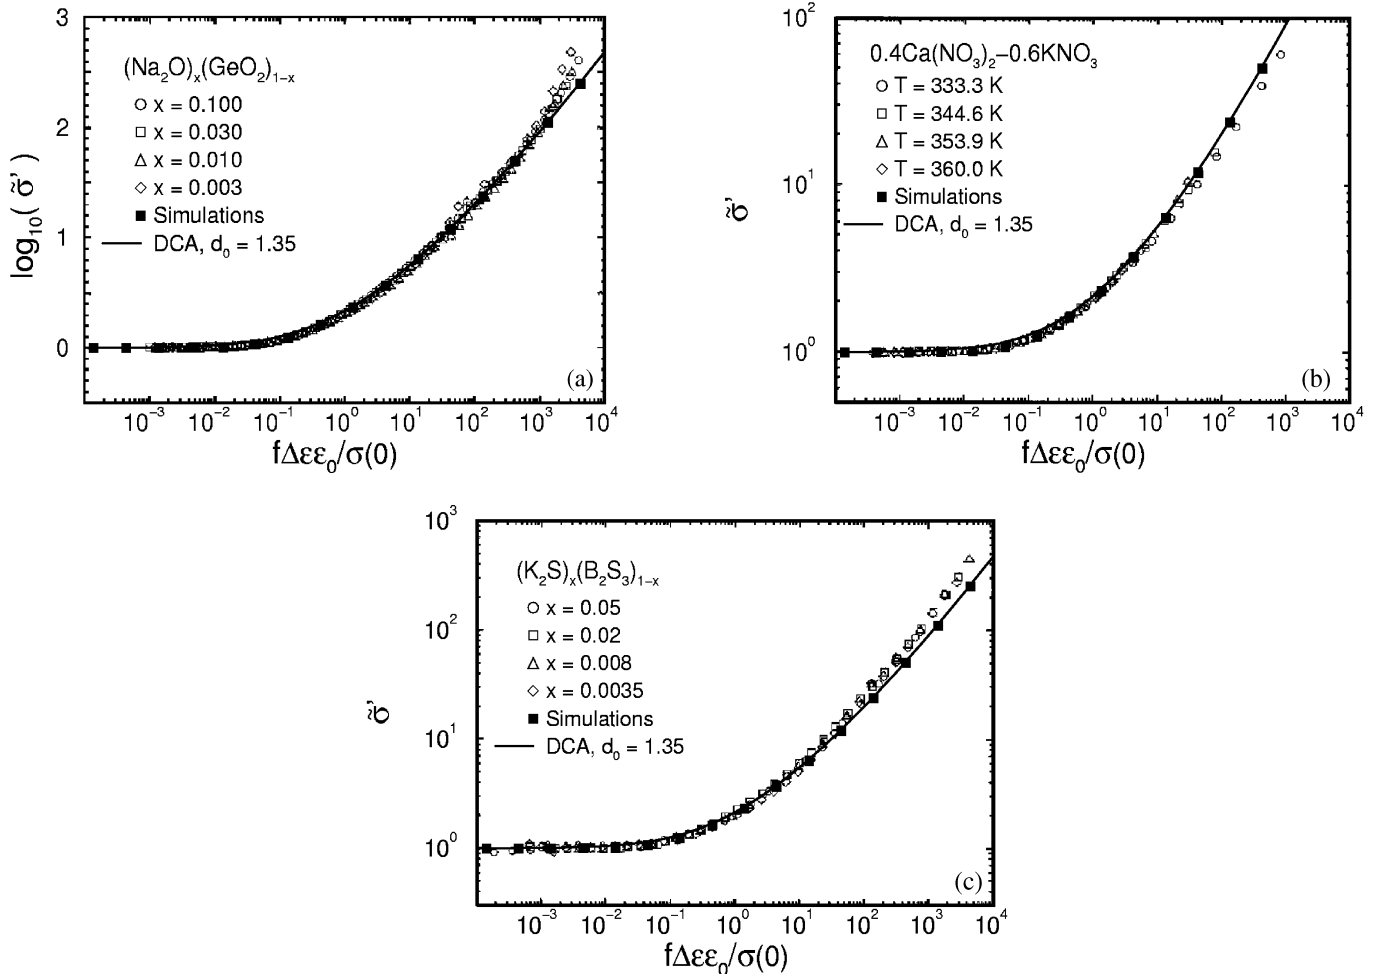 3
2
1
0
log₁₀( σ̃' )
(Na₂O)ₓ(GeO₂)₁₋ₓ
x = 0.100
x = 0.030
x = 0.010
x = 0.003
Simulations
DCA, d₀ = 1.35
(a)
10⁻³ 10⁻² 10⁻¹ 10⁰ 10¹ 10² 10³ 10⁴
fΔεε₀/σ(0)
10²
10¹
10⁰
σ̃'
0.4Ca(NO₃)₂−0.6KNO₃
T = 333.3 K
T = 344.6 K
T = 353.9 K
T = 360.0 K
Simulations
DCA, d₀ = 1.35
(b)
10⁻³ 10⁻² 10⁻¹ 10⁰ 10¹ 10² 10³ 10⁴
fΔεε₀/σ(0)
10³
10²
10¹
10⁰
σ̃'
(K₂S)ₓ(B₂S₃)₁₋ₓ
x = 0.05
x = 0.02
x = 0.008
x = 0.0035
Simulations
DCA, d₀ = 1.35
(c)
10⁻³ 10⁻² 10⁻¹ 10⁰ 10¹ 10² 10³ 10⁴
fΔεε₀/σ(0)